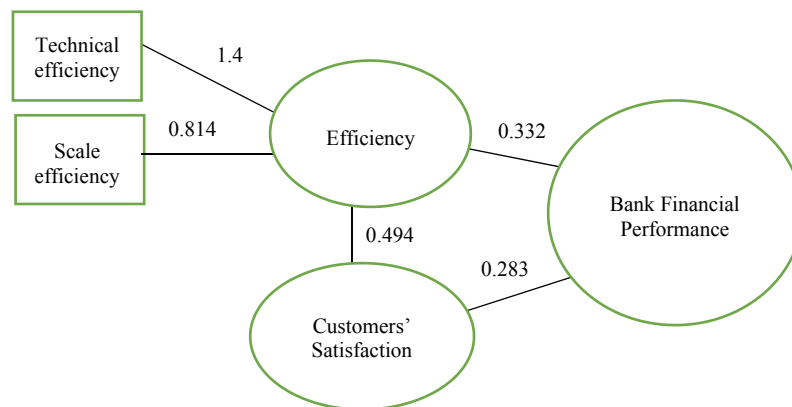 Technical
efficiency
1.4
Scale
efficiency
0.814
Efficiency
0.332
Bank Financial
Performance
0.494
0.283
Customers’
Satisfaction